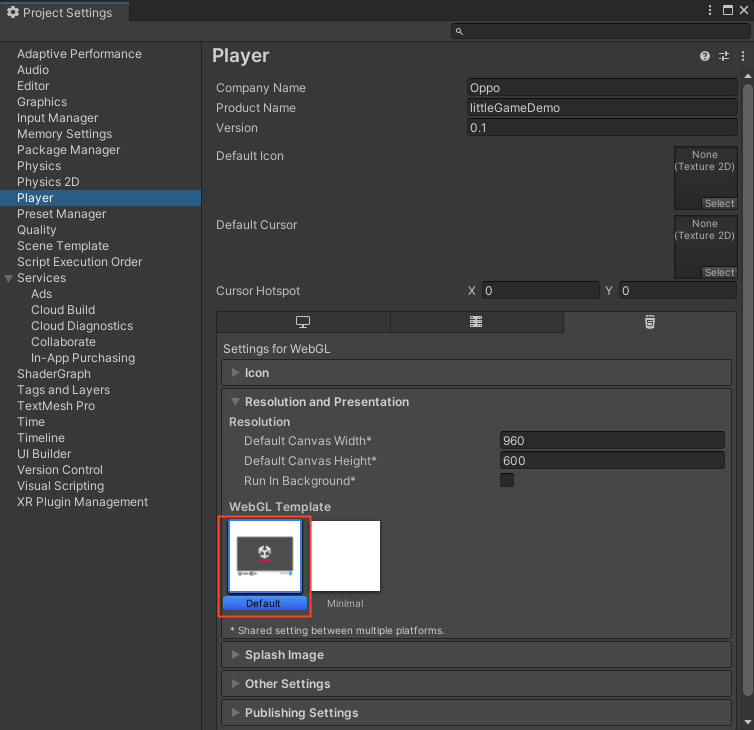 Project Settings
Adaptive Performance
Audio
Editor
Graphics
Input Manager
Memory Settings
Package Manager
Physics
Physics 2D
Player
Preset Manager
Quality
Scene Template
Script Execution Order
Services
Ads
Cloud Build
Cloud Diagnostics
Collaborate
In-App Purchasing
ShaderGraph
Tags and Layers
TextMesh Pro
Time
Timeline
UI Builder
Version Control
Visual Scripting
XR Plugin Management
Player
Company Name Oppo
Product Name littleGameDemo
Version 0.1
Default Icon
None
(Texture 2D)
Select
Default Cursor
None
(Texture 2D)
Select
Cursor Hotspot X 0 Y 0
Settings for WebGL
Icon
Resolution and Presentation
Resolution
Default Canvas Width* 960
Default Canvas Height* 600
Run In Background*
WebGL Template
Default Minimal
* Shared setting between multiple platforms.
Splash Image
Other Settings
Publishing Settings